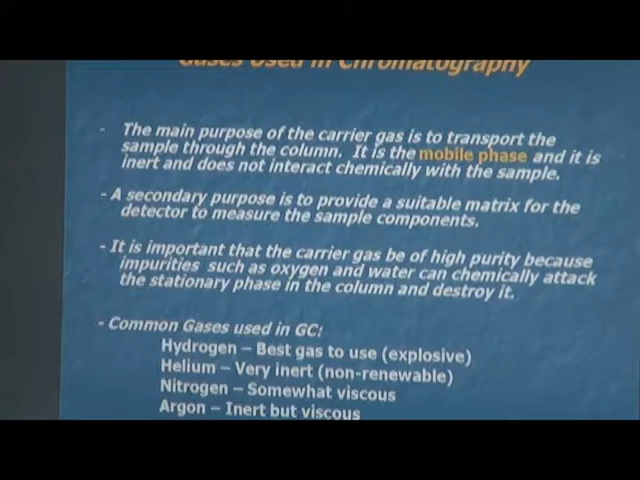 Gases Used in Chromatography
- The main purpose of the carrier gas is to transport the
sample through the column. It is the mobile phase and it is
inert and does not interact chemically with the sample.
- A secondary purpose is to provide a suitable matrix for the
detector to measure the sample components.
- It is important that the carrier gas be of high purity because
impurities such as oxygen and water can chemically attack
the stationary phase in the column and destroy it.
- Common Gases used in GC:
Hydrogen – Best gas to use (explosive)
Helium – Very inert (non-renewable)
Nitrogen – Somewhat viscous
Argon – Inert but viscous